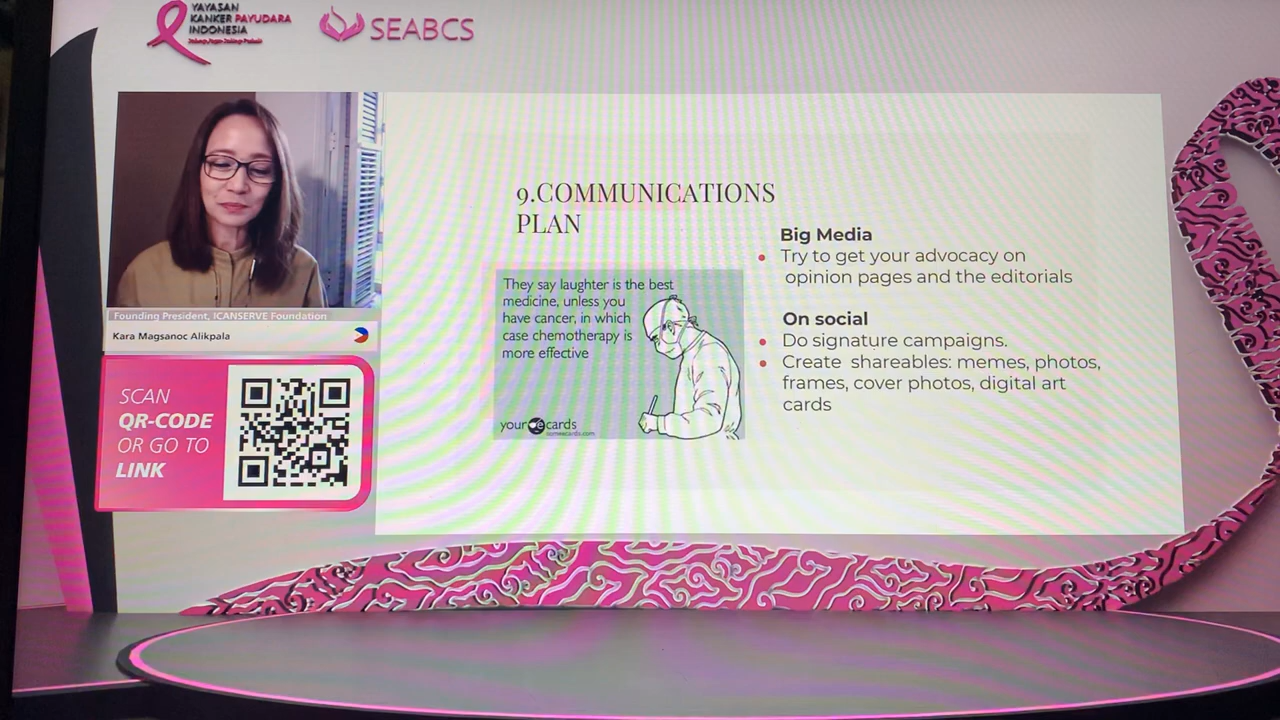 YAYASAN
KANKER PAYUDARA
INDONESIA
SEABCS
Founding President, ICANSERVE Foundation
Kara Magsanoc Alikpala
SCAN
QR-CODE
OR GO TO
LINK
9.COMMUNICATIONS
PLAN
They say laughter is the best
medicine, unless you
have cancer, in which
case chemotherapy is
more effective
your e cards
someecards.com
Big Media
• Try to get your advocacy on
opinion pages and the editorials
On social
• Do signature campaigns.
• Create shareables: memes, photos,
frames, cover photos, digital art
cards